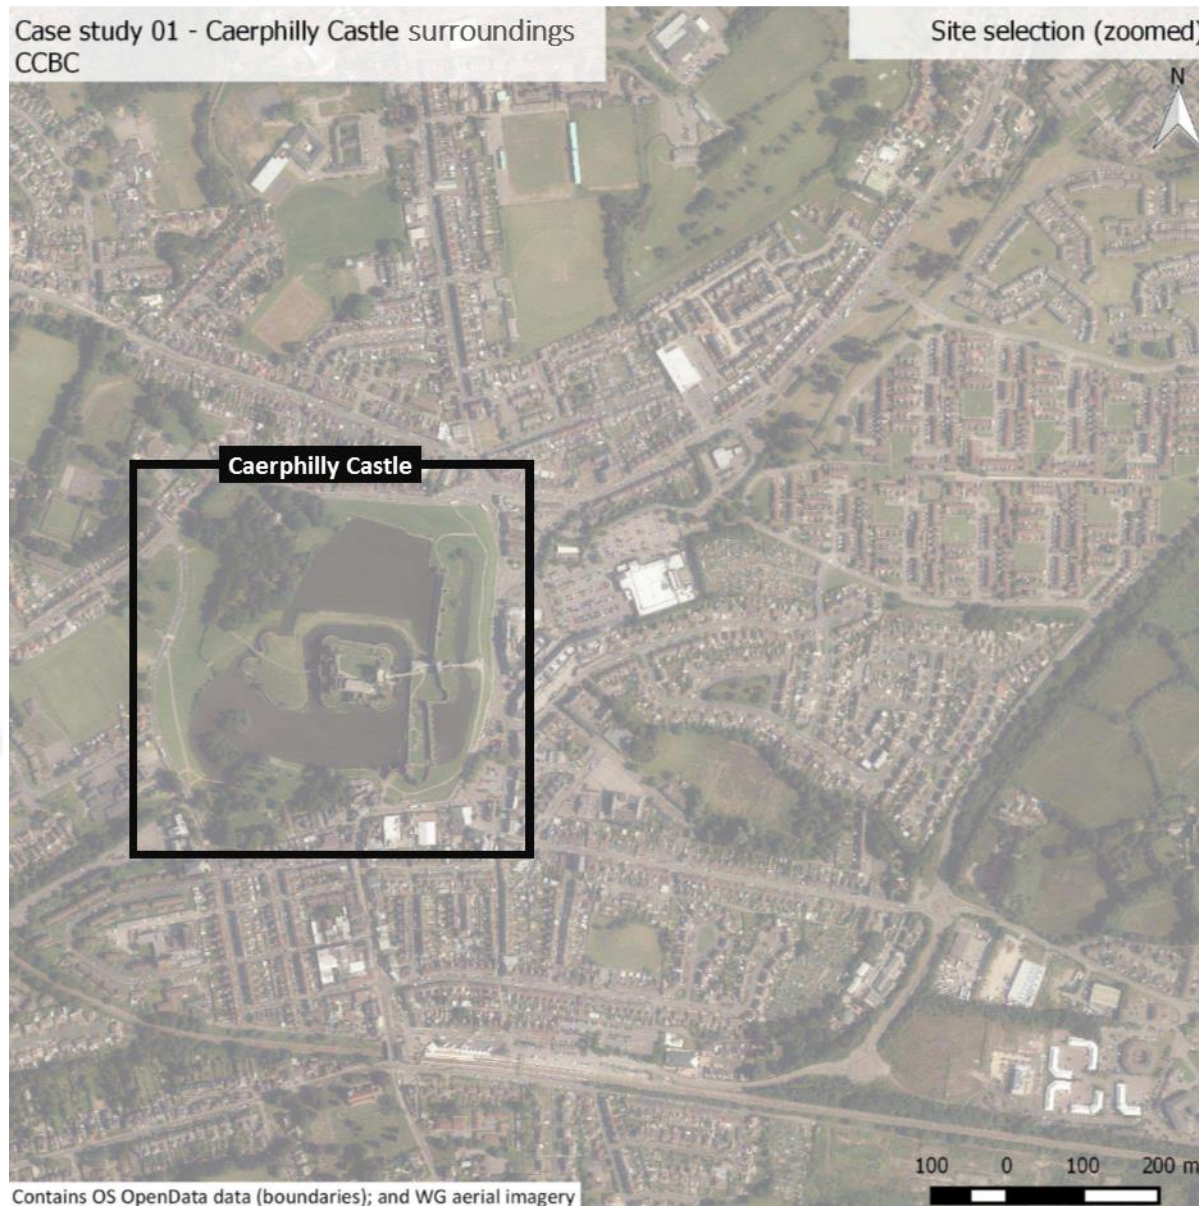 Case study 01 - Caerphilly Castle surroundings
CCBC
Site selection (zoomed)
N
Caerphilly Castle
100 0 100 200 m
Contains OS OpenData data (boundaries); and WG aerial imagery